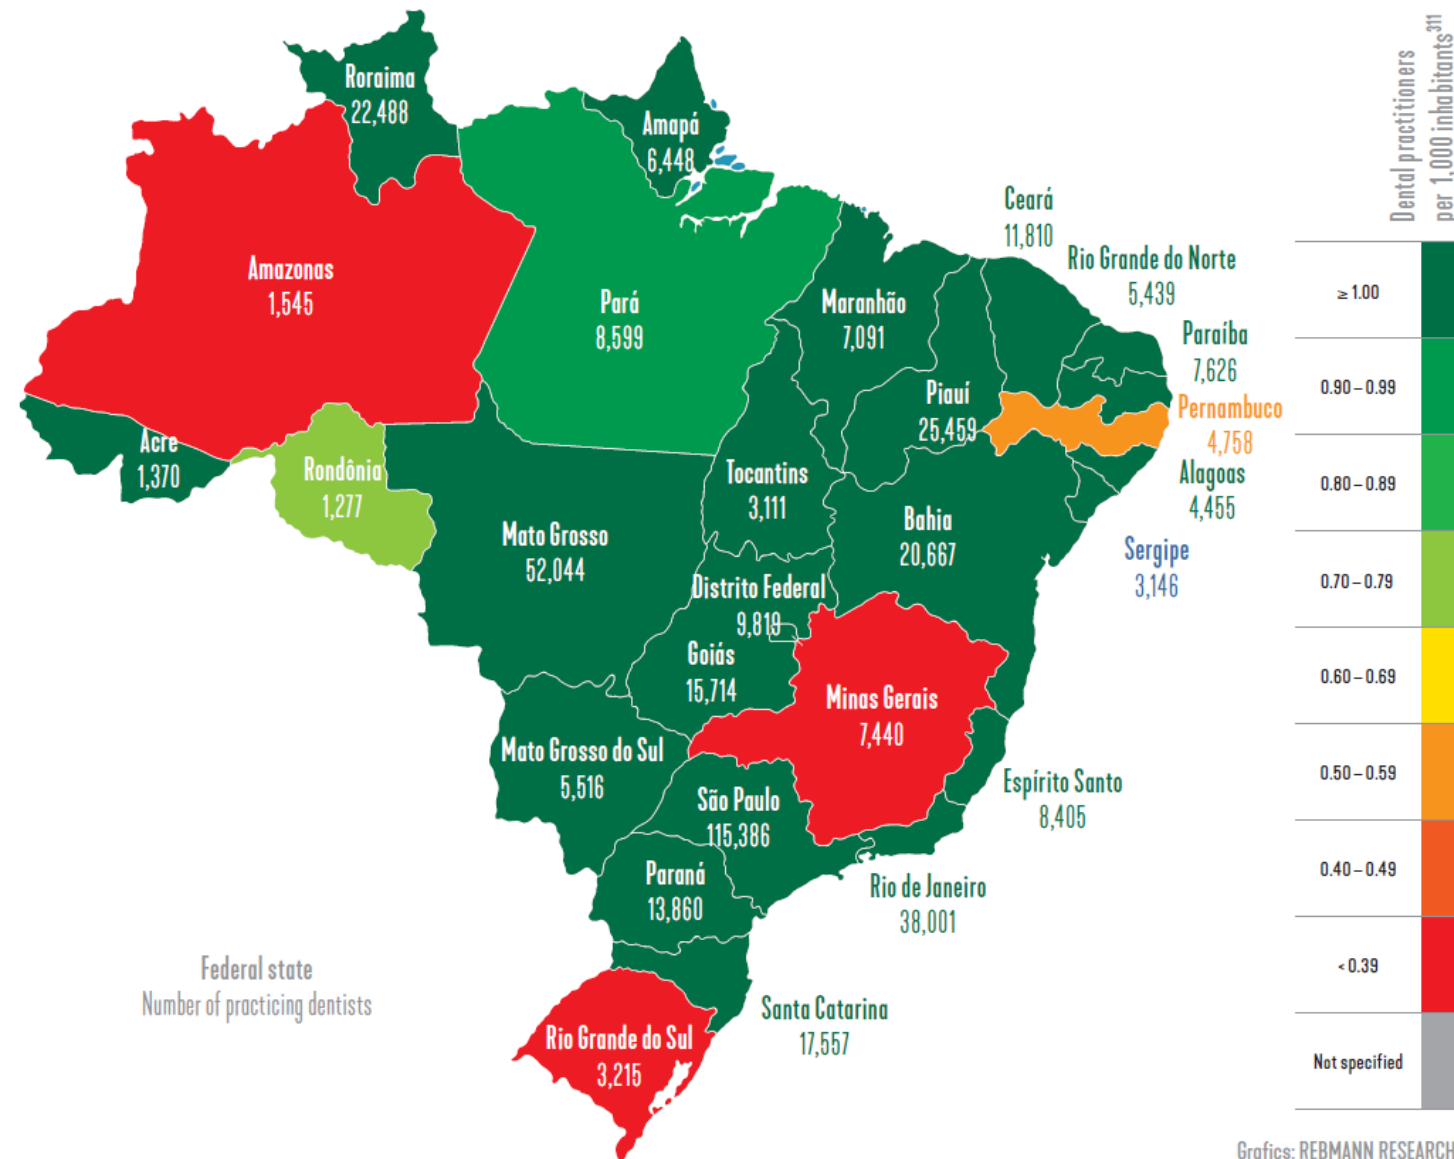 Roraima
22,488
Amapá
6,448
Amazonas
1,545
Pará
8,599
Maranhão
7,091
Ceará
11,810
Rio Grande do Norte
5,439
Paraíba
7,626
Piauí
25,459
Pernambuco
4,758
Alagoas
4,455
Sergipe
3,146
Acre
1,370
Rondônia
1,277
Tocantins
3,111
Mato Grosso
52,044
Bahia
20,667
Distrito Federal
9,819
Goiás
15,714
Minas Gerais
7,440
Mato Grosso do Sul
5,516
São Paulo
115,386
Espírito Santo
8,405
Paraná
13,860
Rio de Janeiro
38,001
Santa Catarina
17,557
Rio Grande do Sul
3,215
Federal state
Number of practicing dentists
Dental practitioners
per 1,000 inhabitants³¹¹
≥ 1.00
0.90 – 0.99
0.80 – 0.89
0.70 – 0.79
0.60 – 0.69
0.50 – 0.59
0.40 – 0.49
< 0.39
Not specified
Grafics: REBMANN RESEARCH